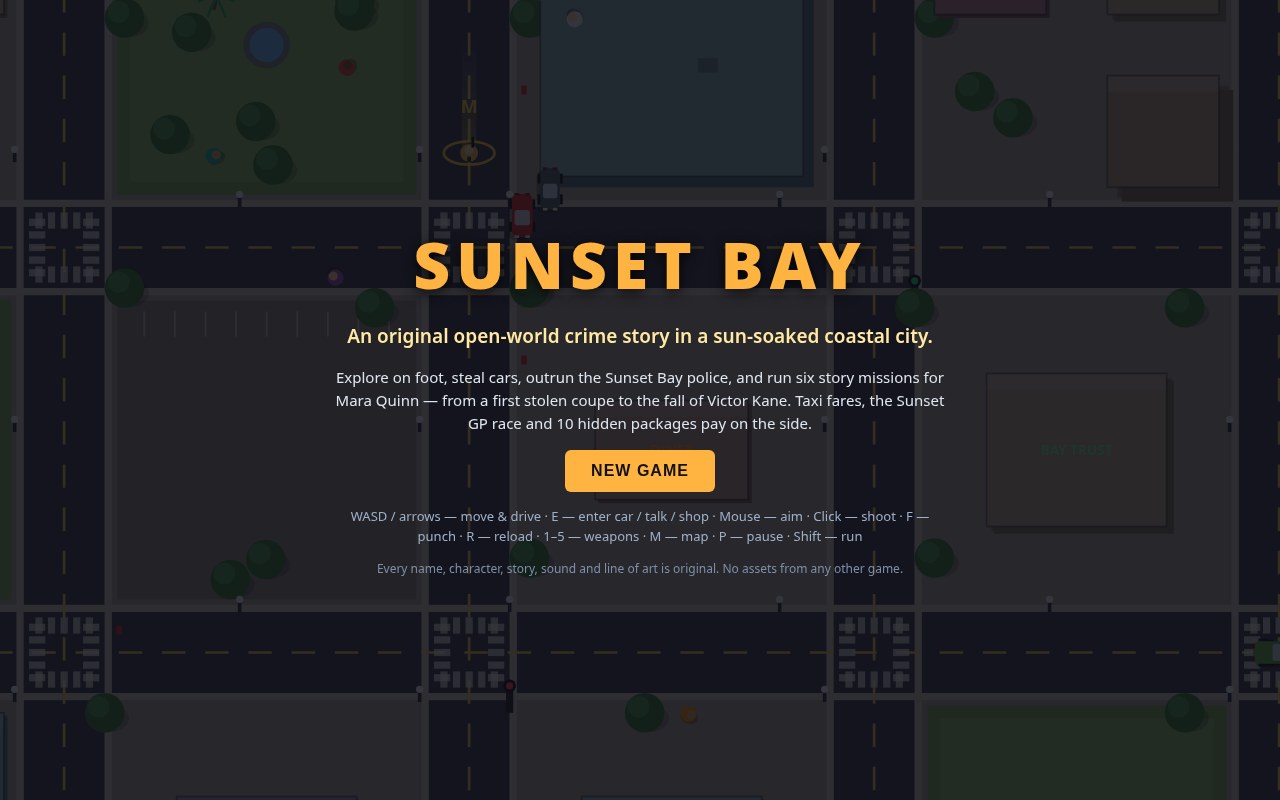 M
SUNSET BAY
An original open-world crime story in a sun-soaked coastal city.
Explore on foot, steal cars, outrun the Sunset Bay police, and run six story missions for
Mara Quinn — from a first stolen coupe to the fall of Victor Kane. Taxi fares, the Sunset
GP race and 10 hidden packages pay on the side.
BAY TRUST
NEW GAME
WASD / arrows — move & drive · E — enter car / talk / shop · Mouse — aim · Click — shoot · F —
punch · R — reload · 1–5 — weapons · M — map · P — pause · Shift — run
Every name, character, story, sound and line of art is original. No assets from any other game.